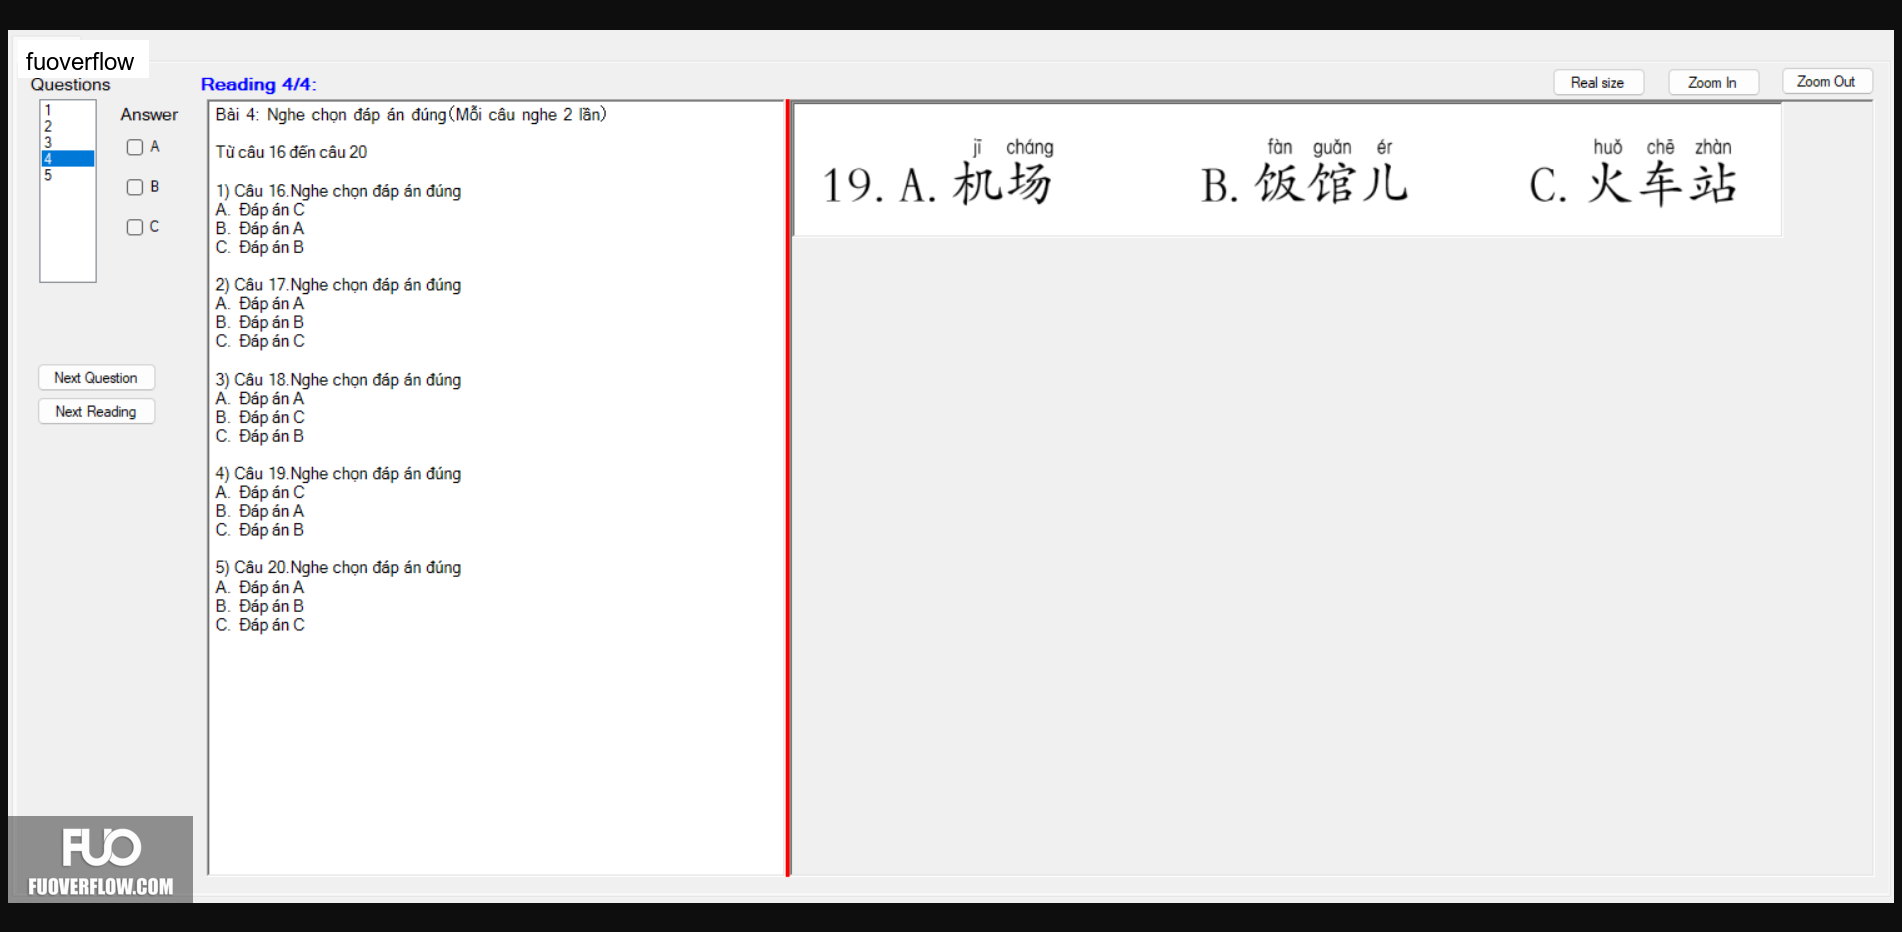 fuoverflow
Questions
1
2
3
4
5
Answer
A
B
C
Next Question
Next Reading
Reading 4/4:
Real size
Zoom In
Zoom Out
Bài 4: Nghe chọn đáp án đúng(Mỗi câu nghe 2 lần)
Từ câu 16 đến câu 20
1) Câu 16.Nghe chọn đáp án đúng
A. Đáp án C
B. Đáp án A
C. Đáp án B
2) Câu 17.Nghe chọn đáp án đúng
A. Đáp án A
B. Đáp án B
C. Đáp án C
3) Câu 18.Nghe chọn đáp án đúng
A. Đáp án A
B. Đáp án C
C. Đáp án B
4) Câu 19.Nghe chọn đáp án đúng
A. Đáp án C
B. Đáp án A
C. Đáp án B
5) Câu 20.Nghe chọn đáp án đúng
A. Đáp án A
B. Đáp án B
C. Đáp án C
jī cháng fàn guǎn ér huǒ chē zhàn
19. A. 机场 B. 饭馆儿 C. 火车站
FUO
FUOVERFLOW.COM